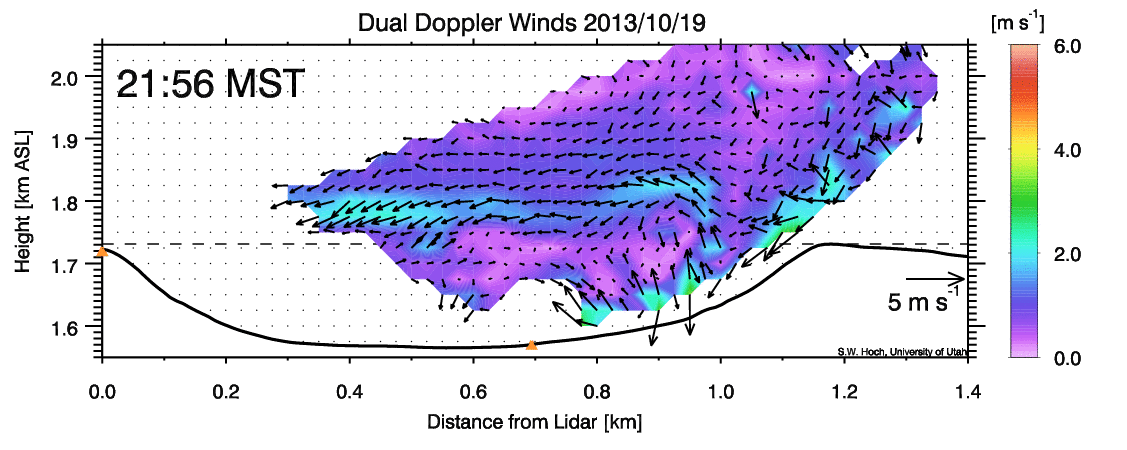 Dual Doppler Winds 2013/10/19
[m s-1]
21:56 MST
Height [km ASL]
2.0
1.9
1.8
1.7
1.6
6.0
4.0
2.0
0.0
5 m s-1
S.W. Hoch, University of Utah
0.0 0.2 0.4 0.6 0.8 1.0 1.2 1.4
Distance from Lidar [km]